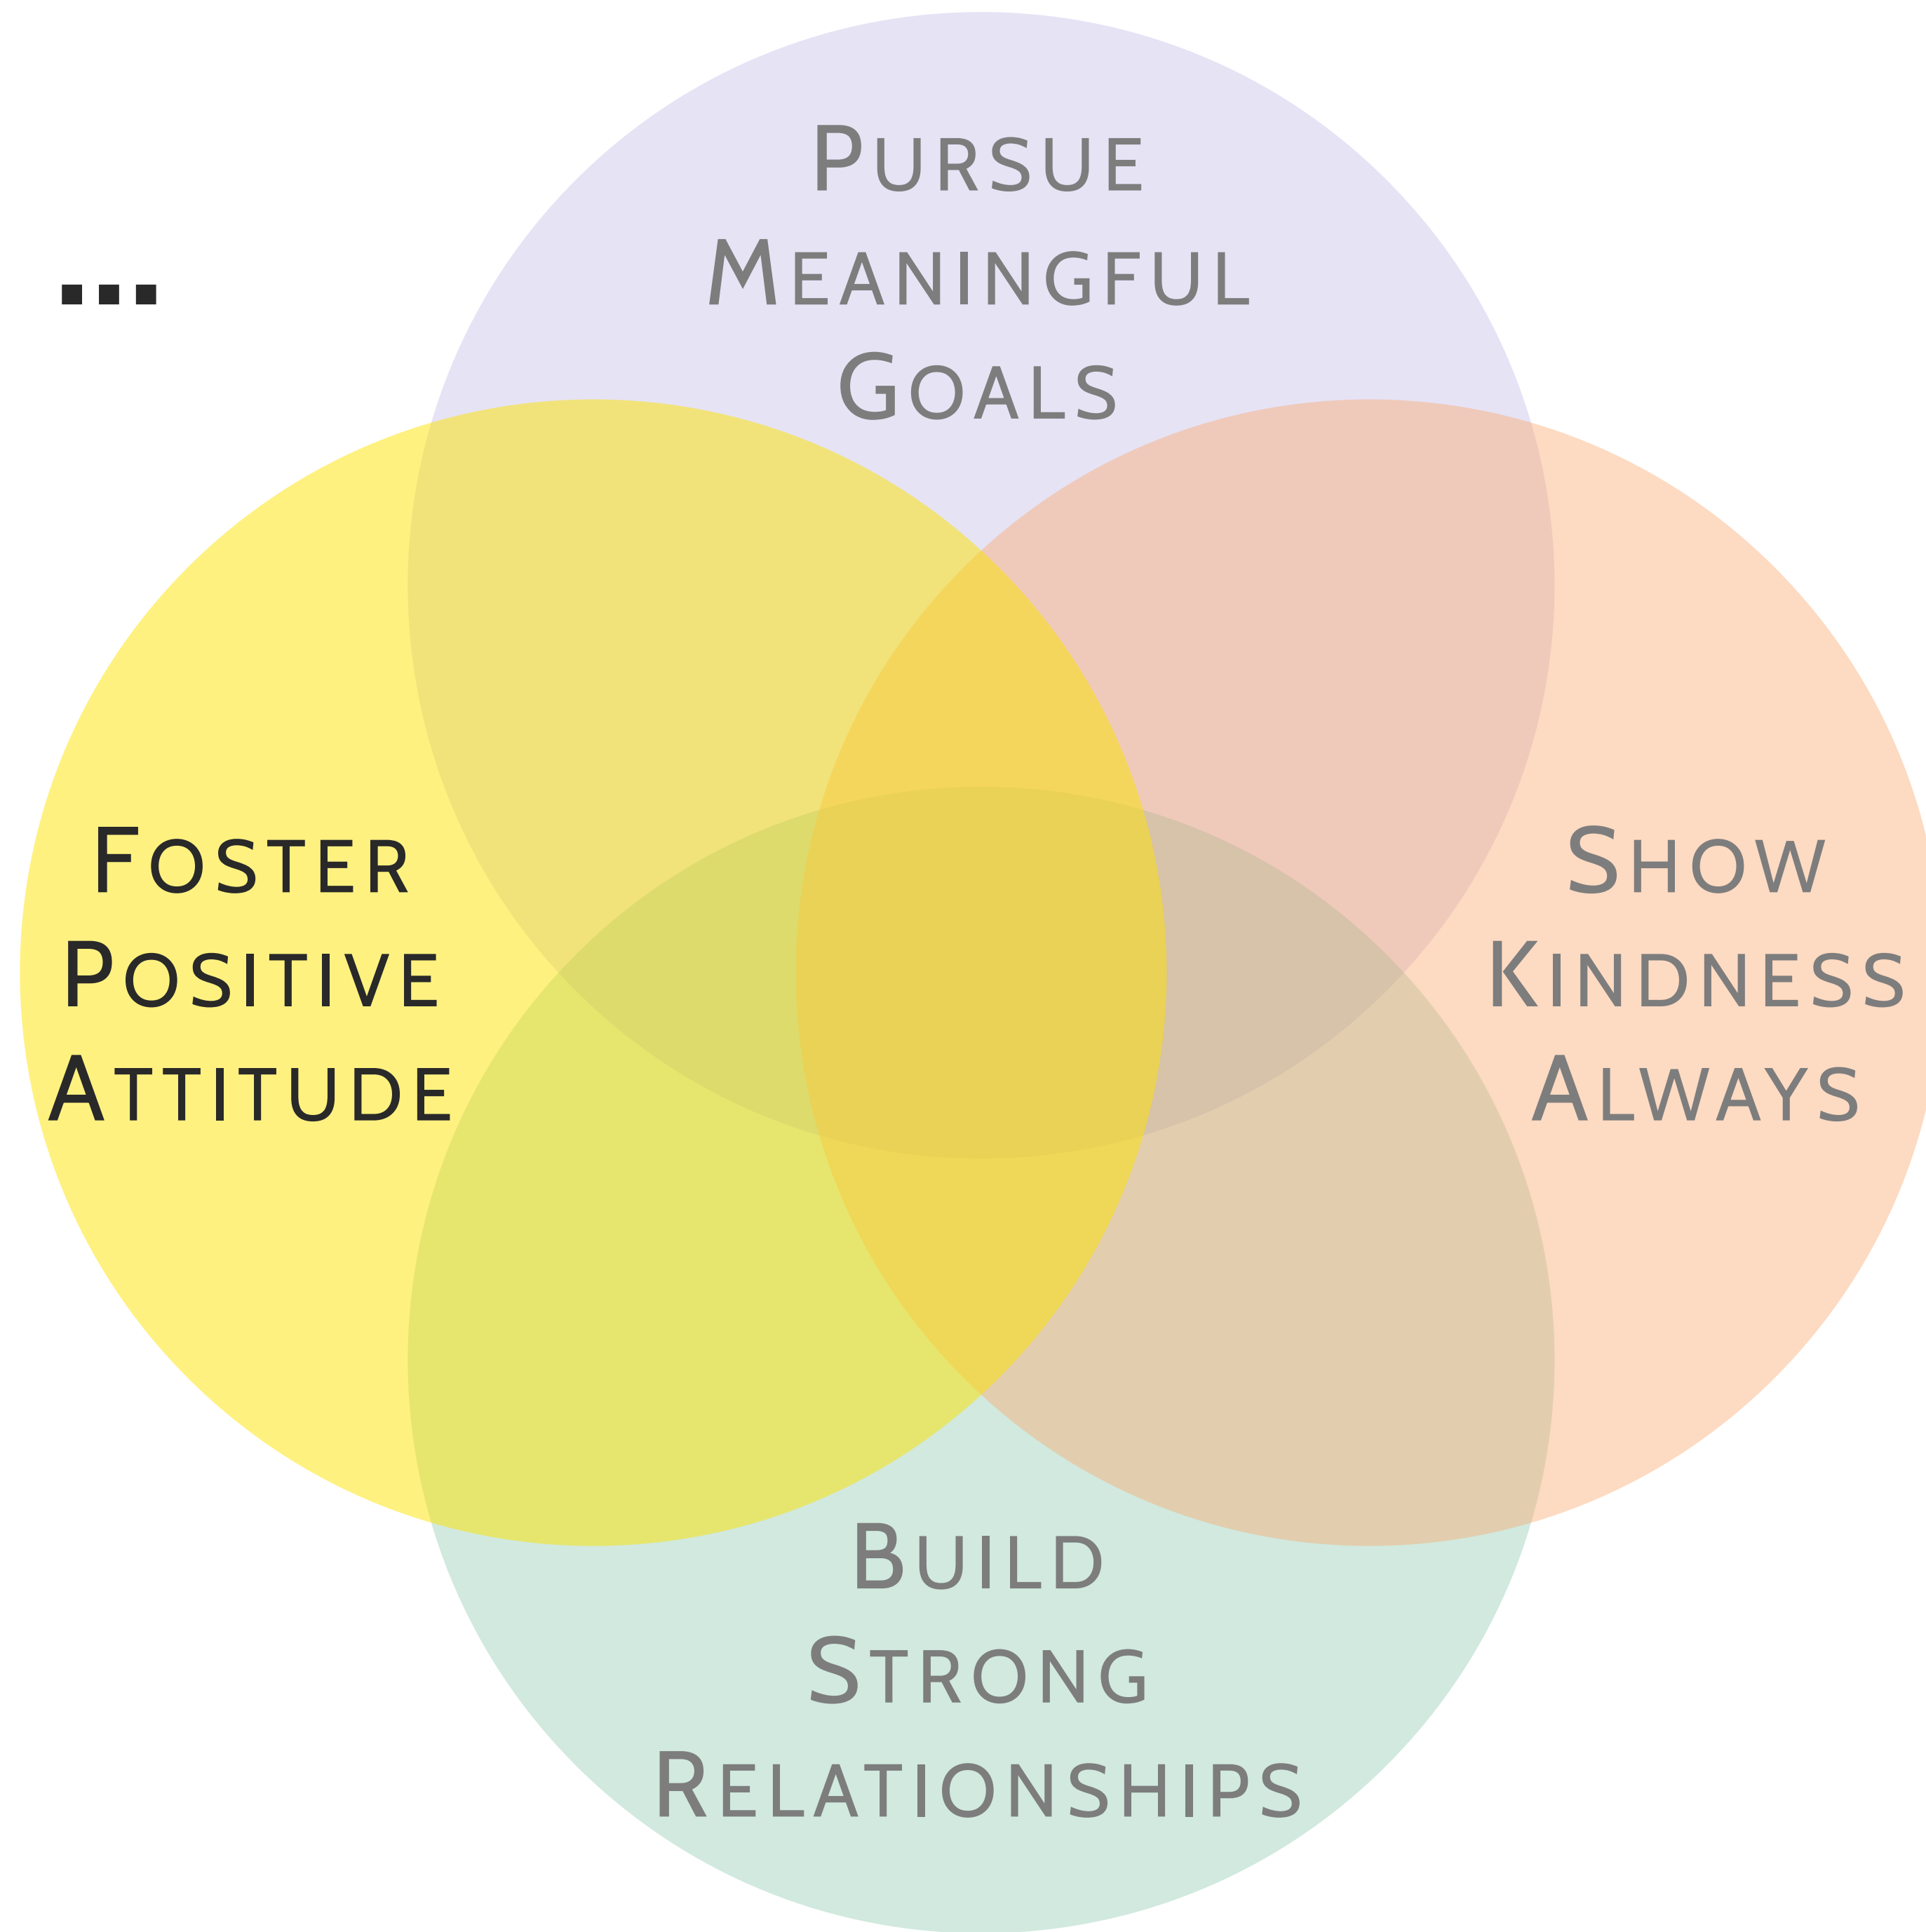 Pursue
Meaningful
Goals
...
Foster
Positive
Attitude
Show
Kindness
Always
Build
Strong
Relationships